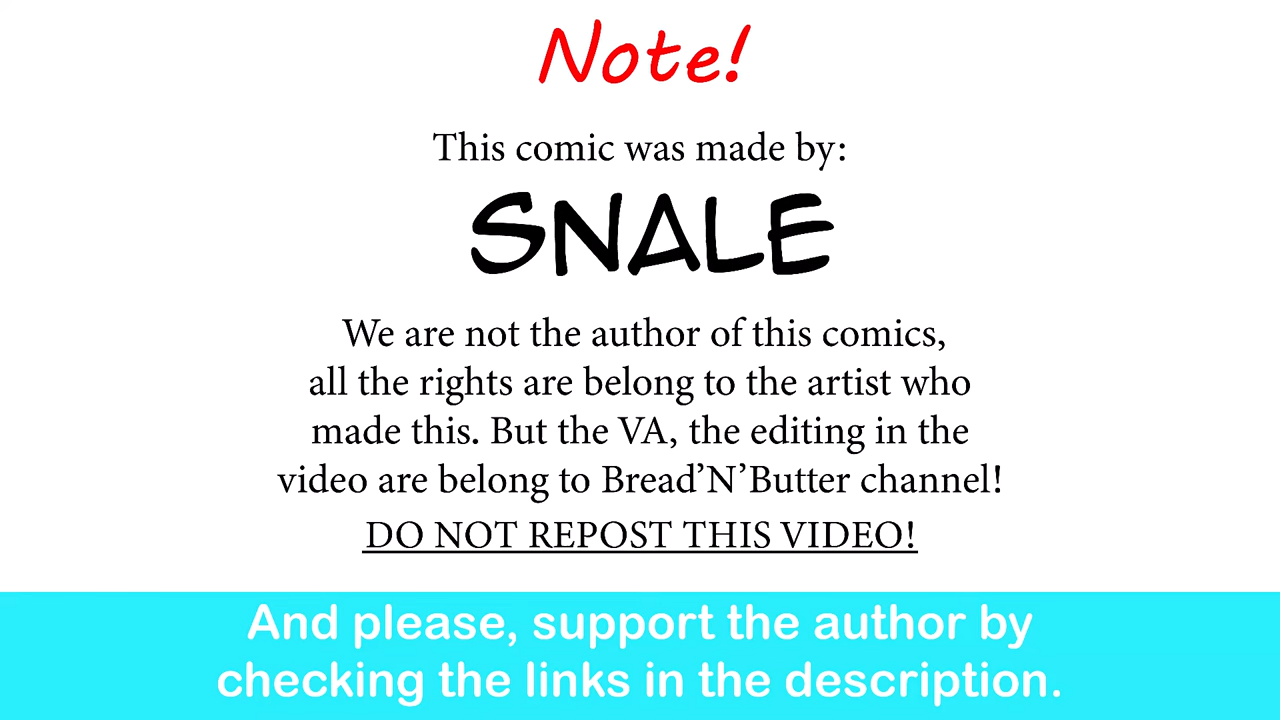 Note!
This comic was made by:
SNALE
We are not the author of this comics,
all the rights are belong to the artist who
made this. But the VA, the editing in the
video are belong to Bread’N’Butter channel!
DO NOT REPOST THIS VIDEO!
And please, support the author by
checking the links in the description.